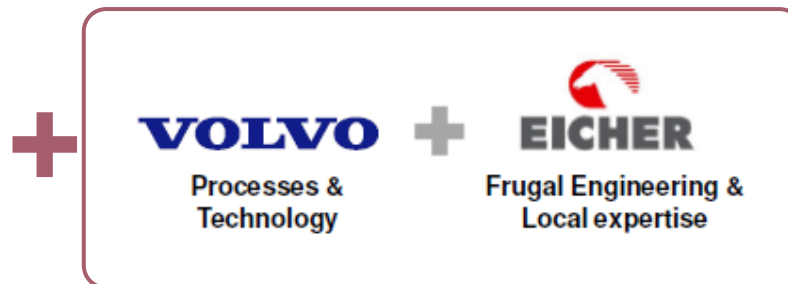 VOLVO
Processes &
Technology
EICHER
Frugal Engineering &
Local expertise